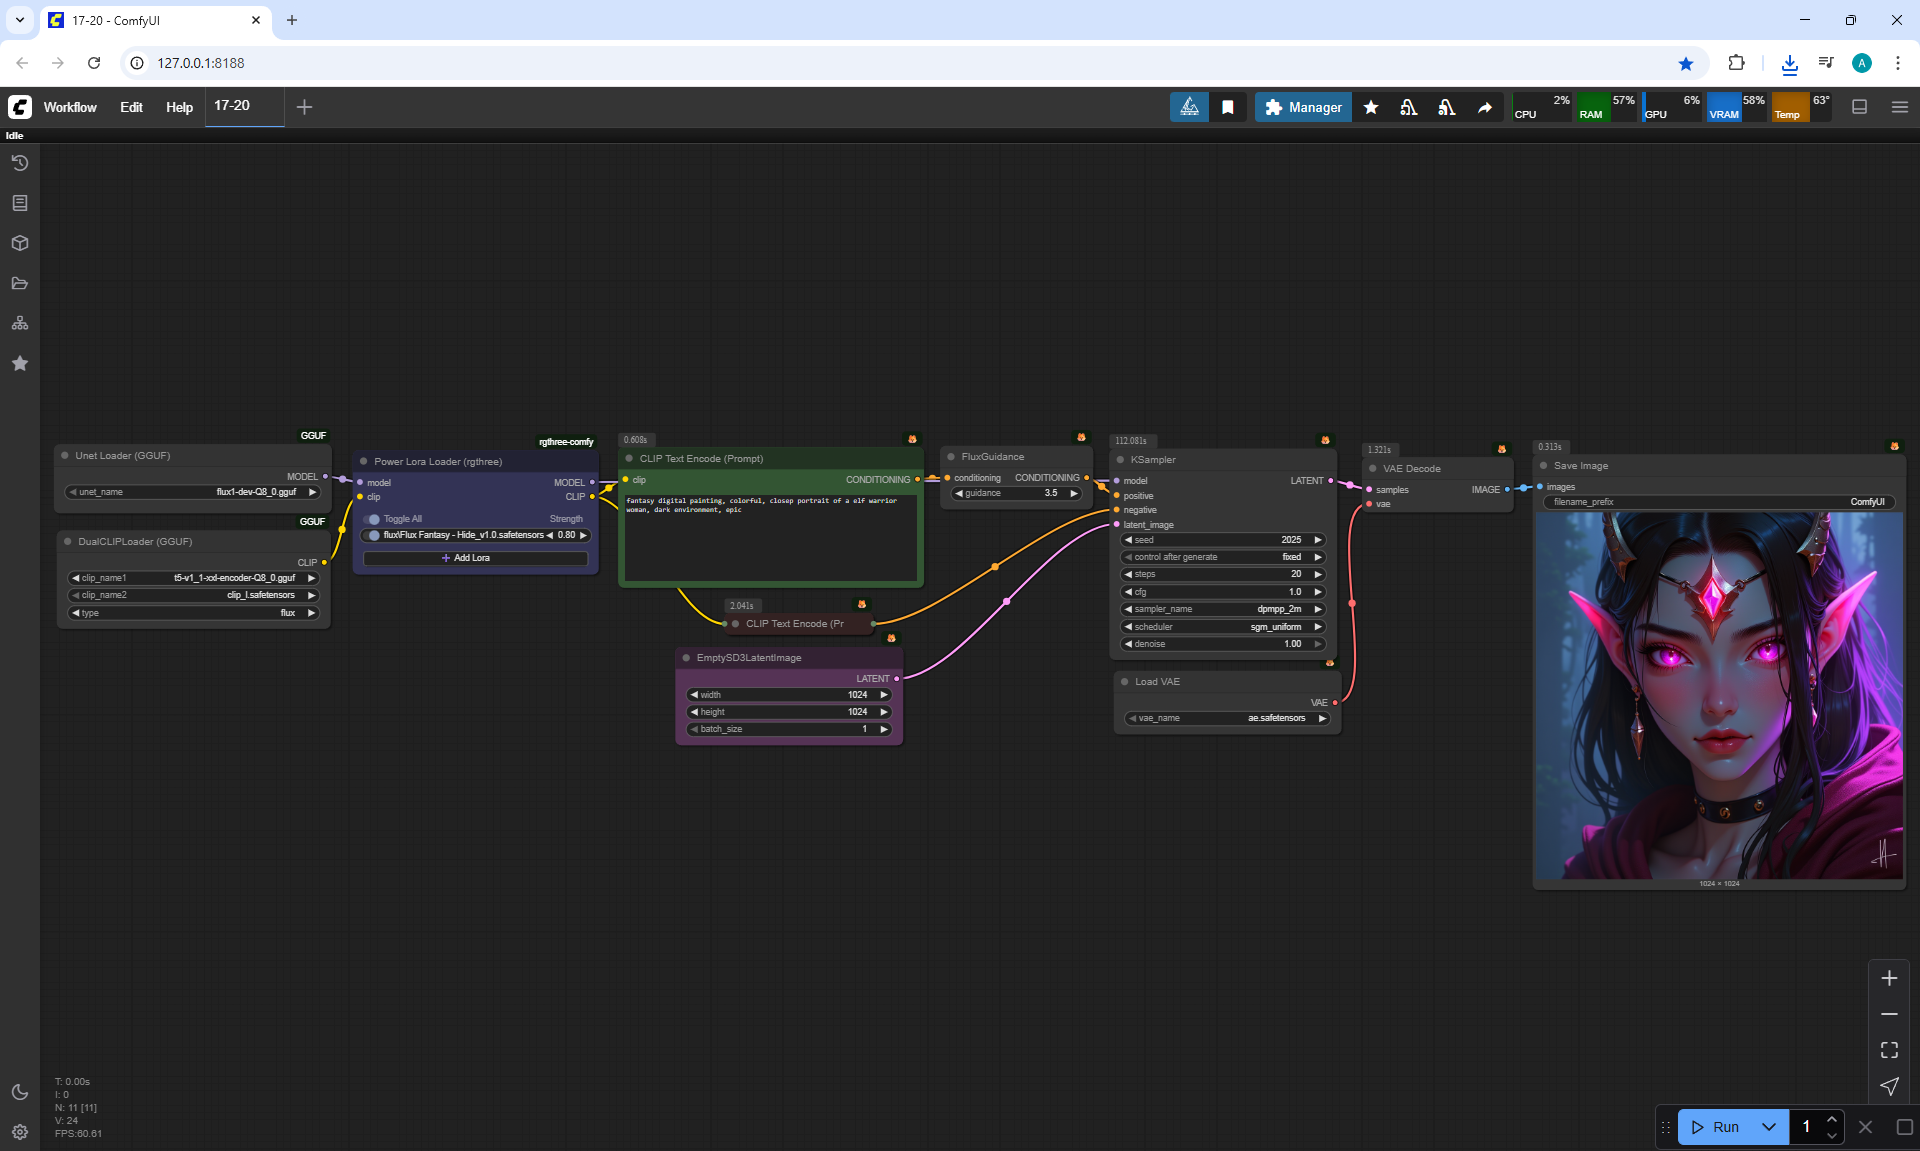 17-20 - ComfyUI
127.0.0.1:8188
Workflow
Edit
Help
17-20
Manager
CPU 2%
RAM 57%
GPU 6%
VRAM 58%
Temp 63°
Idle
GGUF
Unet Loader (GGUF)
MODEL
unet_name flux1-dev-Q8_0.gguf
GGUF
DualCLIPLoader (GGUF)
CLIP
clip_name1 t5-v1_1-xxl-encoder-Q8_0.gguf
clip_name2 clip_l.safetensors
type flux
rgthree-comfy
Power Lora Loader (rgthree)
model MODEL
clip CLIP
Toggle All Strength
flux\Flux Fantasy - Hide_v1.0.safetensors 0.80
+ Add Lora
0.608s
CLIP Text Encode (Prompt)
clip CONDITIONING
fantasy digital painting, colorful, closep portrait of a elf warrior
woman, dark environment, epic
2.041s
CLIP Text Encode (Pr
EmptySD3LatentImage
LATENT
width 1024
height 1024
batch_size 1
FluxGuidance
conditioning CONDITIONING
guidance 3.5
112.081s
KSampler
model LATENT
positive
negative
latent_image
seed 2025
control after generate fixed
steps 20
cfg 1.0
sampler_name dpmpp_2m
scheduler sgm_uniform
denoise 1.00
Load VAE
VAE
vae_name ae.safetensors
1.321s
VAE Decode
samples IMAGE
vae
0.313s
Save Image
images
filename_prefix ComfyUI
1024 × 1024
T: 0.00s
I: 0
N: 11 [11]
V: 24
FPS:60.61
Run
1
A